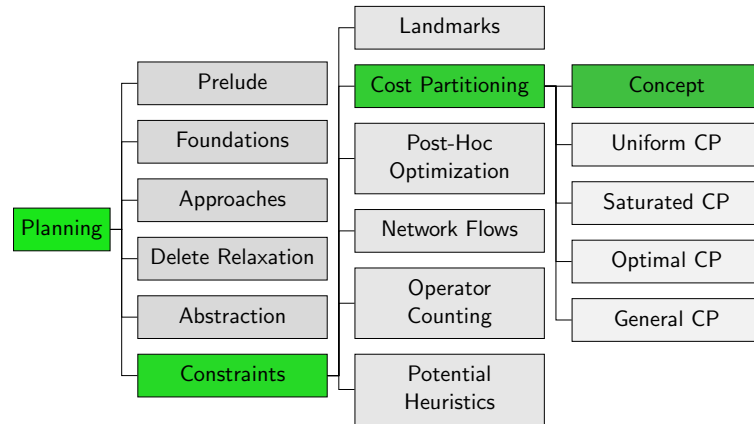 Planning
Prelude
Foundations
Approaches
Delete Relaxation
Abstraction
Constraints
Landmarks
Cost Partitioning
Post-Hoc
Optimization
Network Flows
Operator
Counting
Potential
Heuristics
Concept
Uniform CP
Saturated CP
Optimal CP
General CP